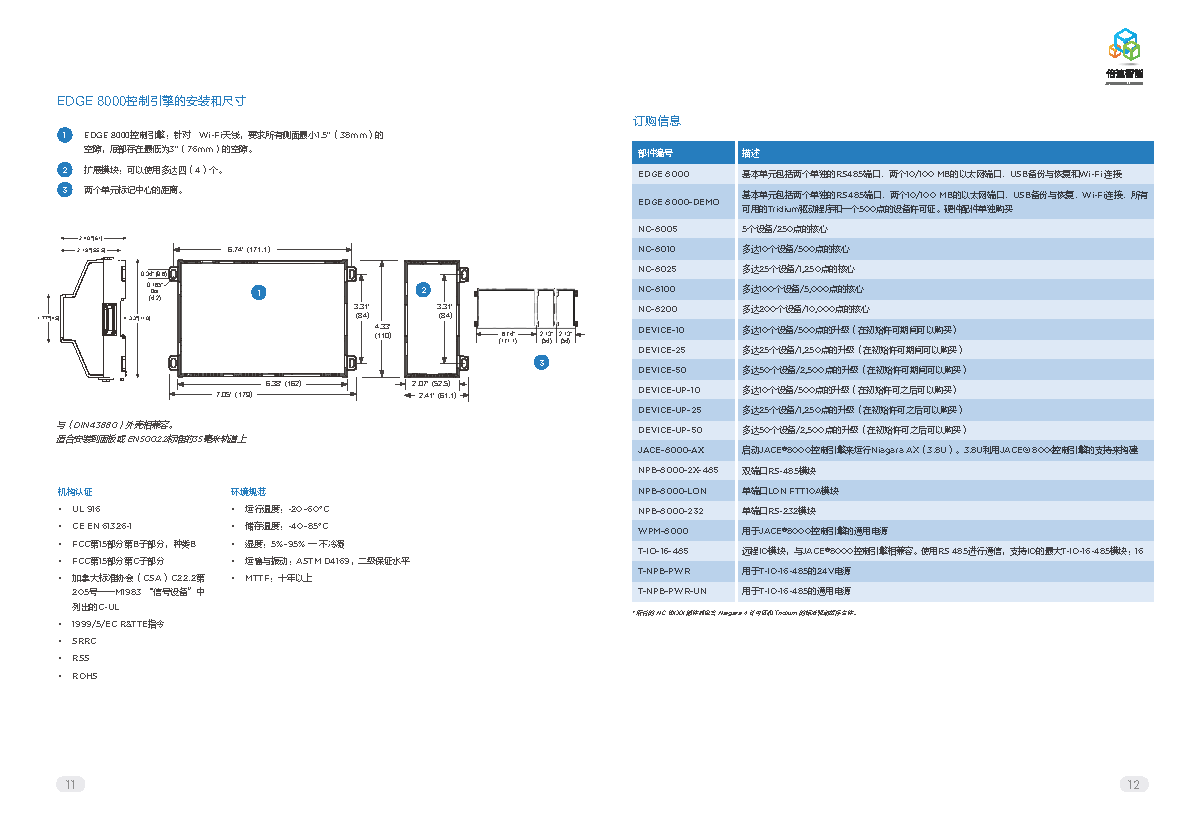 倍福智能
EDGE 8000控制引擎的安装和尺寸
1 EDGE 8000控制引擎：针对 Wi-Fi天线，要求所有侧面最小1.5"（38mm）的
空隙，底部存在最低为3"（76mm）的空隙。
2 扩展模块：可以使用多达四（4）个。
3 两个单元标记中心的距离。
6.74" (171.1)
0.185"
Dia
(4.2)
1
3.31"
(84)
4.33"
(110)
6.38" (162)
7.05" (179)
2
3.31"
(84)
2.07" (52.5)
2.41" (61.1)
3
与（DIN43880）外壳相兼容。
适合安装到面板或 EN50022标准的35毫米轨道上
机构认证
• UL 916
• CE EN 61326-1
• FCC第15部分第B子部分，种类B
• FCC第15部分第C子部分
• 加拿大标准协会（CSA）C22.2第
205号——M1983 “信号设备”中
列出的C-UL
• 1999/5/EC R&TTE指令
• SRRC
• RSS
• ROHS
环境规范
• 运行温度：-20-60°C
• 储存温度：-40-85°C
• 湿度：5%-95% — 不冷凝
• 运输与振动：ASTM D4169，二级保证水平
• MTTF：十年以上
11
订购信息
部件编号 描述
EDGE 8000 基本单元包括两个单独的RS485端口、两个10/100 MB的以太网端口、USB备份与恢复和Wi-Fi 连接
EDGE 8000-DEMO 基本单元包括两个单独的RS485端口、两个10/100 MB的以太网端口、USB备份与恢复、Wi-Fi连接、所有
可用的Tridium驱动程序和一个500点的设备许可证。硬件配件单独购买
NC-8005 5个设备/250点的核心
NC-8010 多达10个设备/500点的核心
NC-8025 多达25个设备/1,250点的核心
NC-8100 多达100个设备/5,000点的核心
NC-8200 多达200个设备/10,000点的核心
DEVICE-10 多达10个设备/500点的升级（在初始许可期间可以购买）
DEVICE-25 多达25个设备/1,250点的升级（在初始许可期间可以购买）
DEVICE-50 多达50个设备/2,500点的升级（在初始许可期间可以购买）
DEVICE-UP-10 多达10个设备/500点的升级（在初始许可之后可以购买）
DEVICE-UP-25 多达25个设备/1,250点的升级（在初始许可之后可以购买）
DEVICE-UP-50 多达50个设备/2,500点的升级（在初始许可之后可以购买）
JACE-8000-AX 启动JACE®8000控制引擎来运行Niagara AX（3.8U）。3.8U利用JACE® 8000控制引擎的支持来构建
NPB-8000-2X-485 双端口RS-485模块
NPB-8000-LON 单端口LON FTT10A模块
NPB-8000-232 单端口RS-232模块
WPM-8000 用于JACE®8000控制引擎的通用电源
T-IO-16-485 远程IO模块，与JACE®8000控制引擎相兼容。使用RS 485进行通信，支持IO的最大T-IO-16-485模块：16
T-NPB-PWR 用于T-IO-16-485的24V电源
T-NPB-PWR-UN 用于T-IO-16-485的通用电源
12